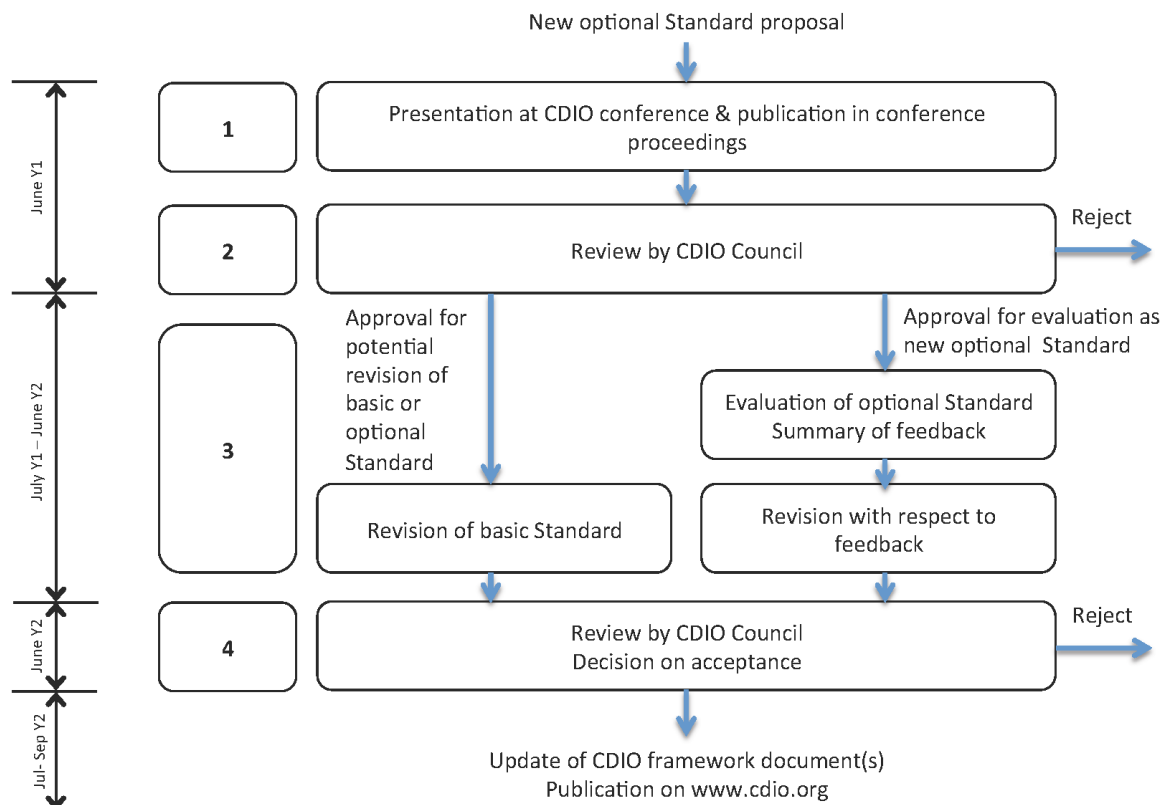 New optional Standard proposal
June Y1
1
Presentation at CDIO conference & publication in conference
proceedings
2
Review by CDIO Council
Reject
July Y1 – June Y2
3
Approval for
potential
revision of
basic or
optional
Standard
Approval for evaluation as
new optional Standard
Evaluation of optional Standard
Summary of feedback
Revision of basic Standard
Revision with respect to
feedback
June Y2
4
Review by CDIO Council
Decision on acceptance
Reject
Jul- Sep Y2
Update of CDIO framework document(s)
Publication on www.cdio.org